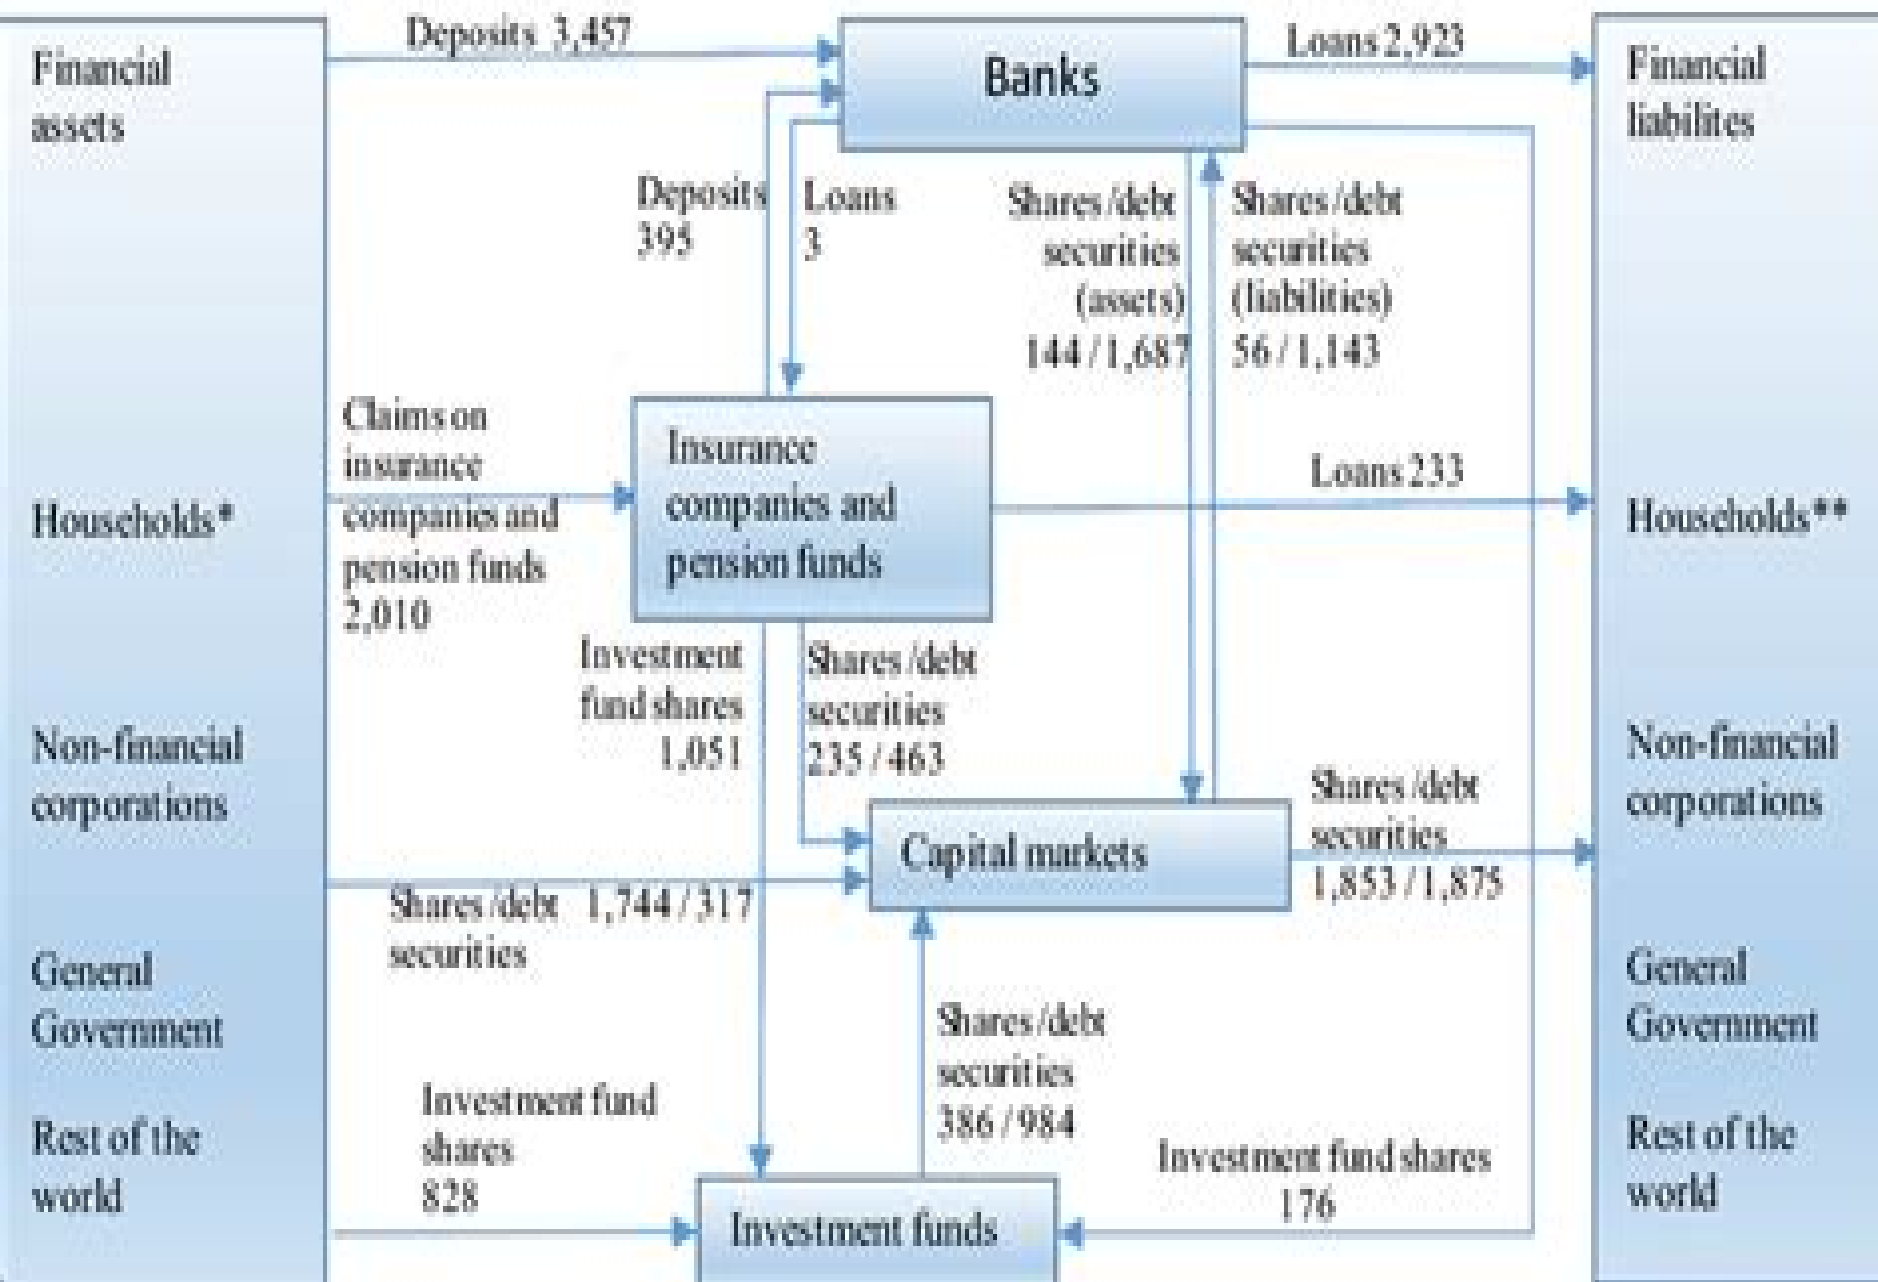 Financial
assets
Households*
Non-financial
corporations
General
Government
Rest of the
world
Deposits 3,457
Banks
Loans 2,923
Deposits
395
Loans
3
Shares /debt
securities
(assets)
144 / 1,687
Shares /debt
securities
(liabilities)
56 / 1,143
Claims on
insurance
companies and
pension funds
2,010
Insurance
companies and
pension funds
Loans 233
Investment
fund shares
1,051
Shares /debt
securities
235 / 463
Capital markets
Shares /debt
securities
1,853 / 1,875
Shares /debt 1,744 / 317
securities
Shares /debt
securities
386 / 984
Investment fund
shares
828
Investment funds
Investment fund shares
176
Financial
liabilites
Households**
Non-financial
corporations
General
Government
Rest of the
world